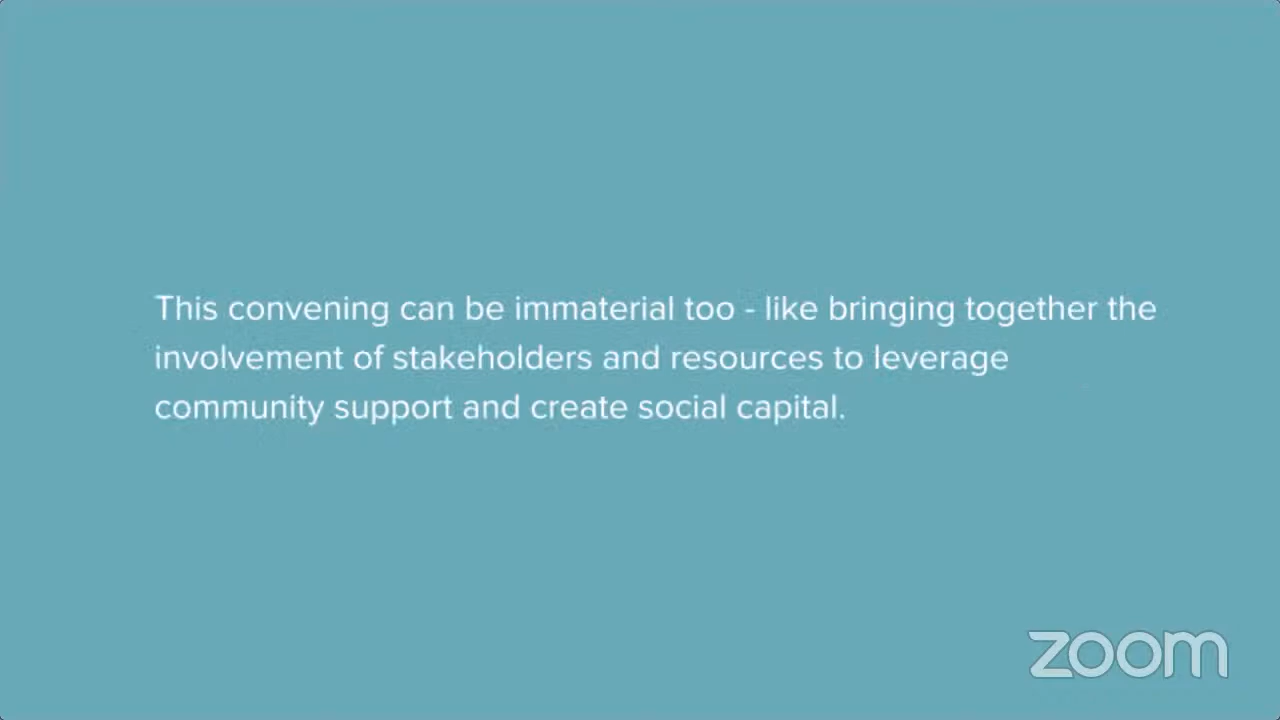 This convening can be immaterial too - like bringing together the
involvement of stakeholders and resources to leverage
community support and create social capital.
zoom